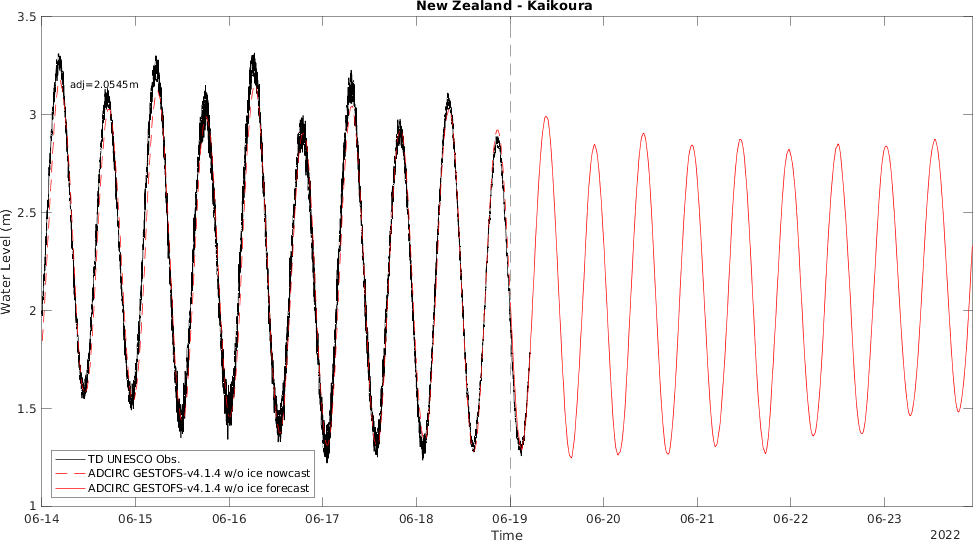 New Zealand - Kaikoura
3.5
3
2.5
2
1.5
1
Water Level (m)
adj=2.0545m
TD UNESCO Obs.
ADCIRC GESTOFS-v4.1.4 w/o ice nowcast
ADCIRC GESTOFS-v4.1.4 w/o ice forecast
06-14 06-15 06-16 06-17 06-18 06-19 06-20 06-21 06-22 06-23
Time
2022